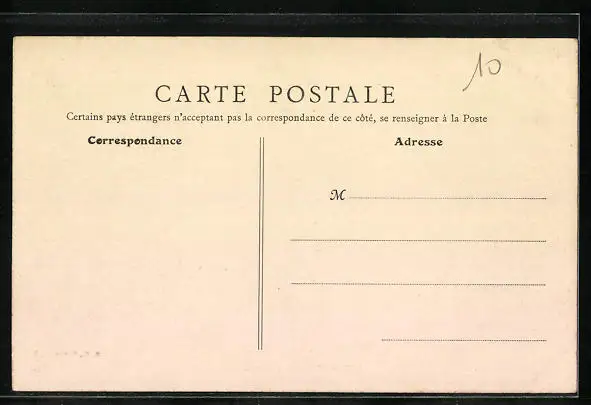 10
CARTE POSTALE
Certains pays étrangers n'acceptant pas la correspondance de ce côté, se renseigner à la Poste
Correspondance
Adresse
M